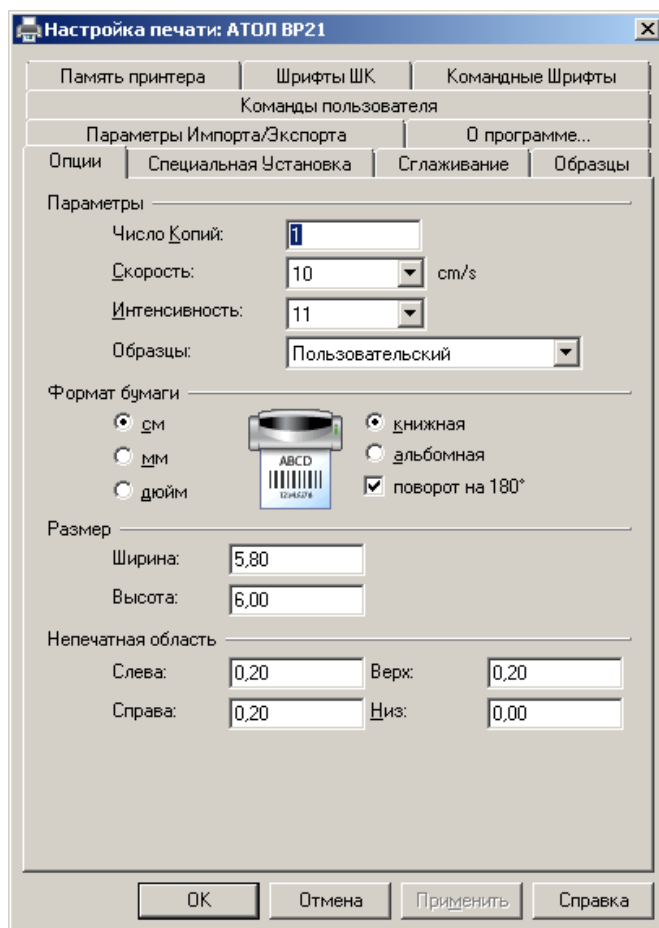 Настройка печати: АТОЛ BP21
Память принтера Шрифты ШК Командные Шрифты
Команды пользователя
Параметры Импорта/Экспорта О программе...
Опции Специальная Установка Сглаживание Образцы
Параметры
Число Копий: 1
Скорость: 10 cm/s
Интенсивность: 11
Образцы: Пользовательский
Формат бумаги
см книжная
мм альбомная
дюйм поворот на 180°
ABCD
12345678
Размер
Ширина: 5,80
Высота: 6,00
Непечатная область
Слева: 0,20 Верх: 0,20
Справа: 0,20 Низ: 0,00
OK Отмена Применить Справка